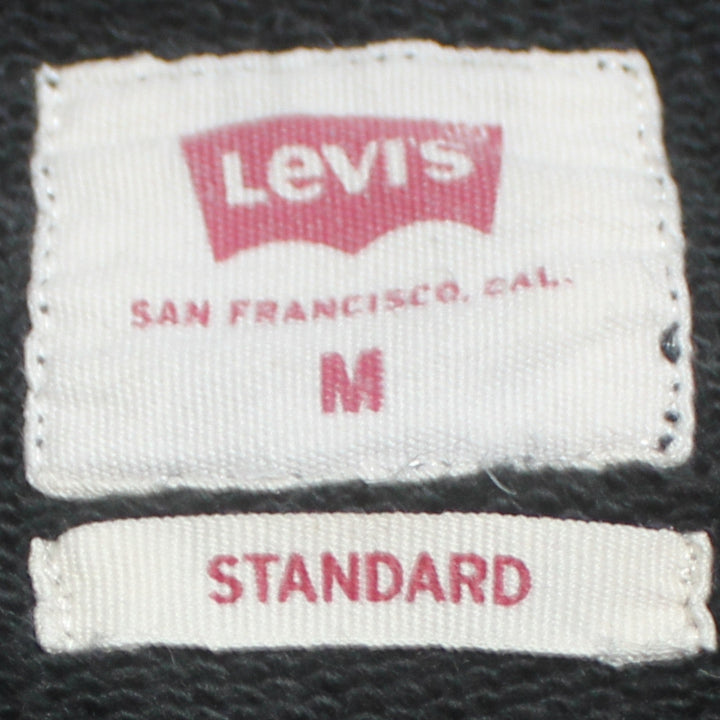 Levi's
SAN FRANCISCO, CAL.
M
STANDARD